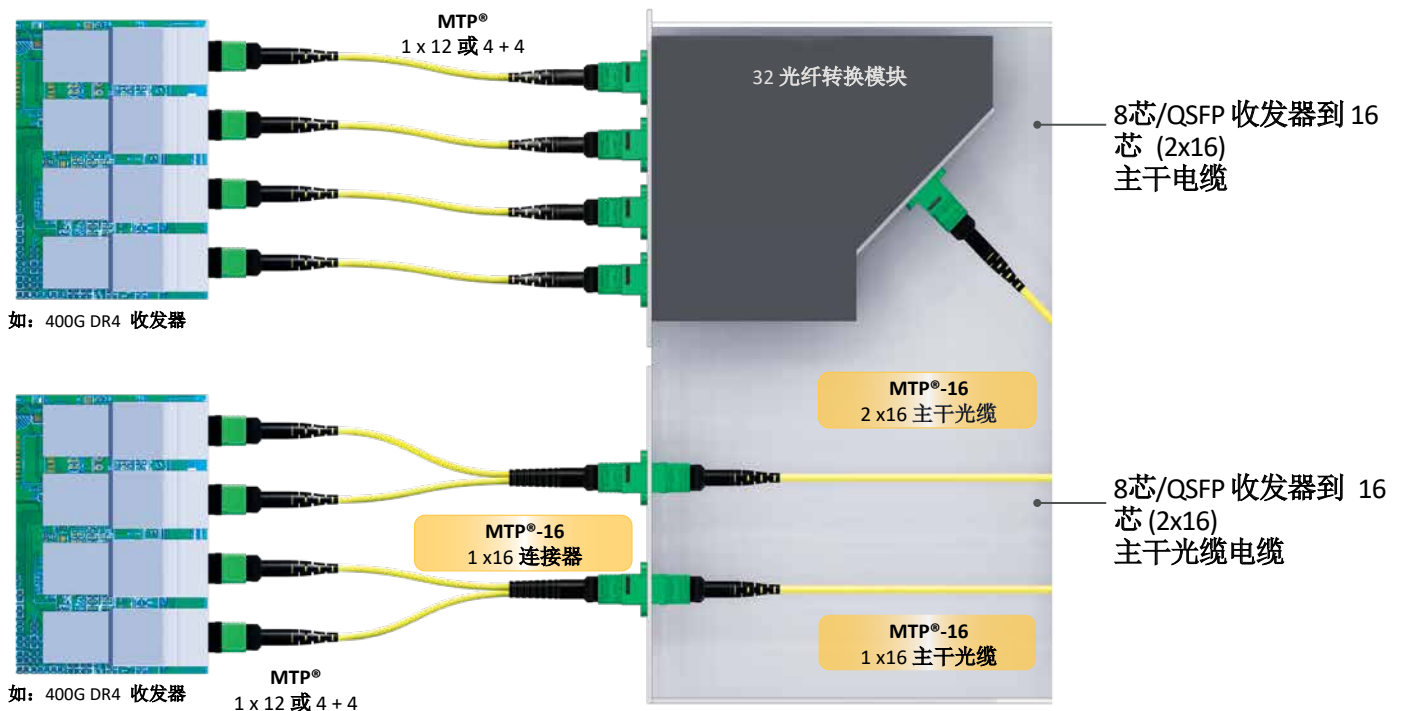 MTP®
1 x 12 或 4 + 4
32 光纤转换模块
8芯/QSFP 收发器到 16
芯 (2x16)
主干电缆
如：400G DR4 收发器
MTP®-16
2 x16 主干光缆
8芯/QSFP 收发器到 16
芯 (2x16)
主干光缆电缆
MTP®-16
1 x16 连接器
MTP®-16
1 x16 主干光缆
如：400G DR4 收发器
MTP®
1 x 12 或 4 + 4